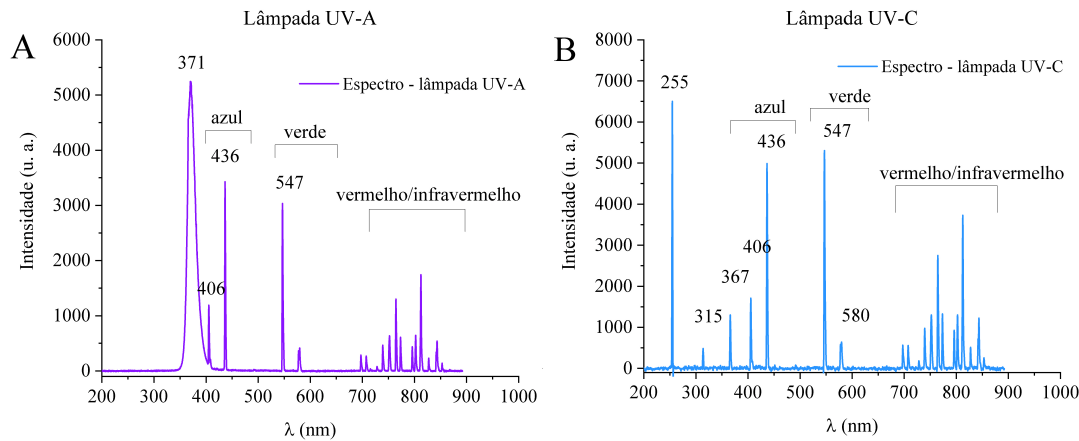 Lâmpada UV-A
A
6000
5000
4000
3000
2000
1000
0
Intensidade (u. a.)
371
Espectro - lâmpada UV-A
azul
verde
436
547
vermelho/infravermelho
406
200 300 400 500 600 700 800 900 1000
λ (nm)
Lâmpada UV-C
B
8000
7000
6000
5000
4000
3000
2000
1000
0
Intensidade (u. a.)
Espectro - lâmpada UV-C
255
azul
verde
436
547
vermelho/infravermelho
406
367
315
580
200 300 400 500 600 700 800 900 1000
λ (nm)